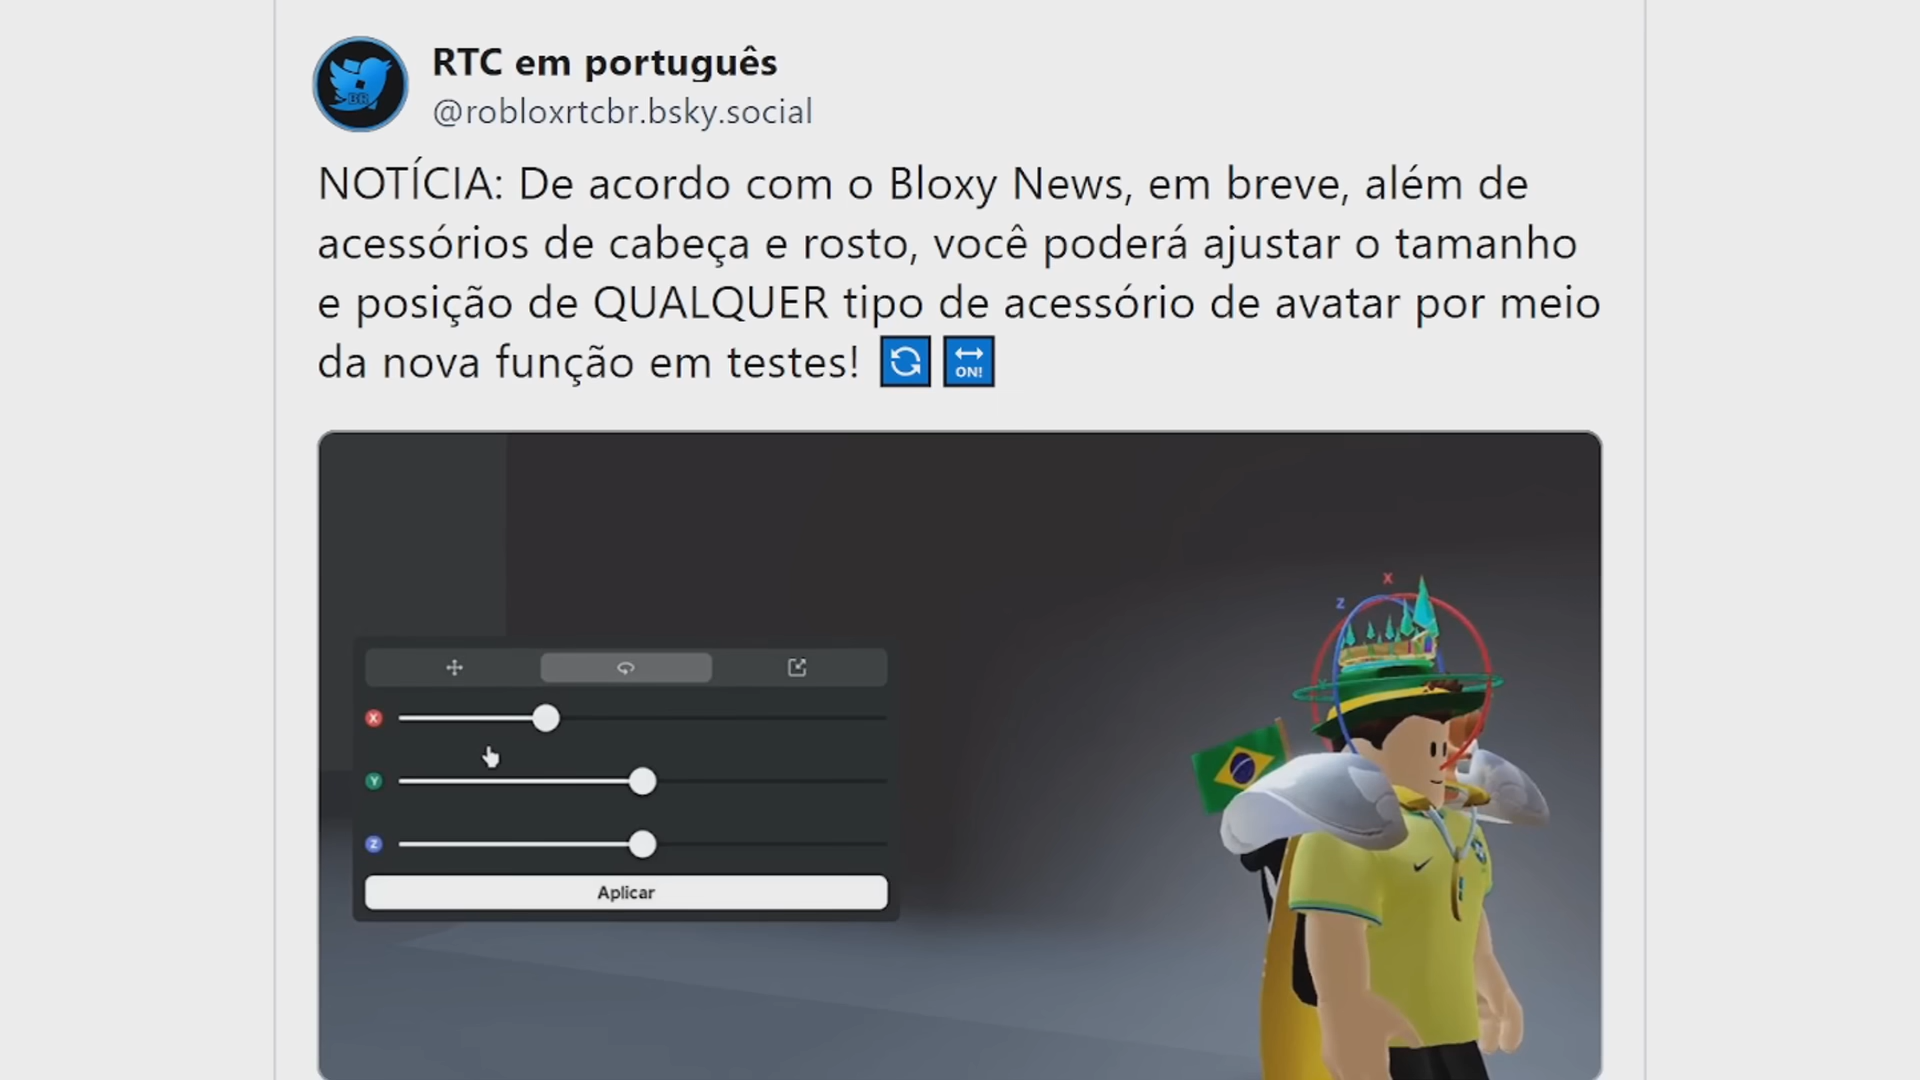 RTC em português
@robloxrtcbr.bsky.social
NOTÍCIA: De acordo com o Bloxy News, em breve, além de
acessórios de cabeça e rosto, você poderá ajustar o tamanho
e posição de QUALQUER tipo de acessório de avatar por meio
da nova função em testes!
ON!
BR
X
Z
X
Y
Z
Aplicar